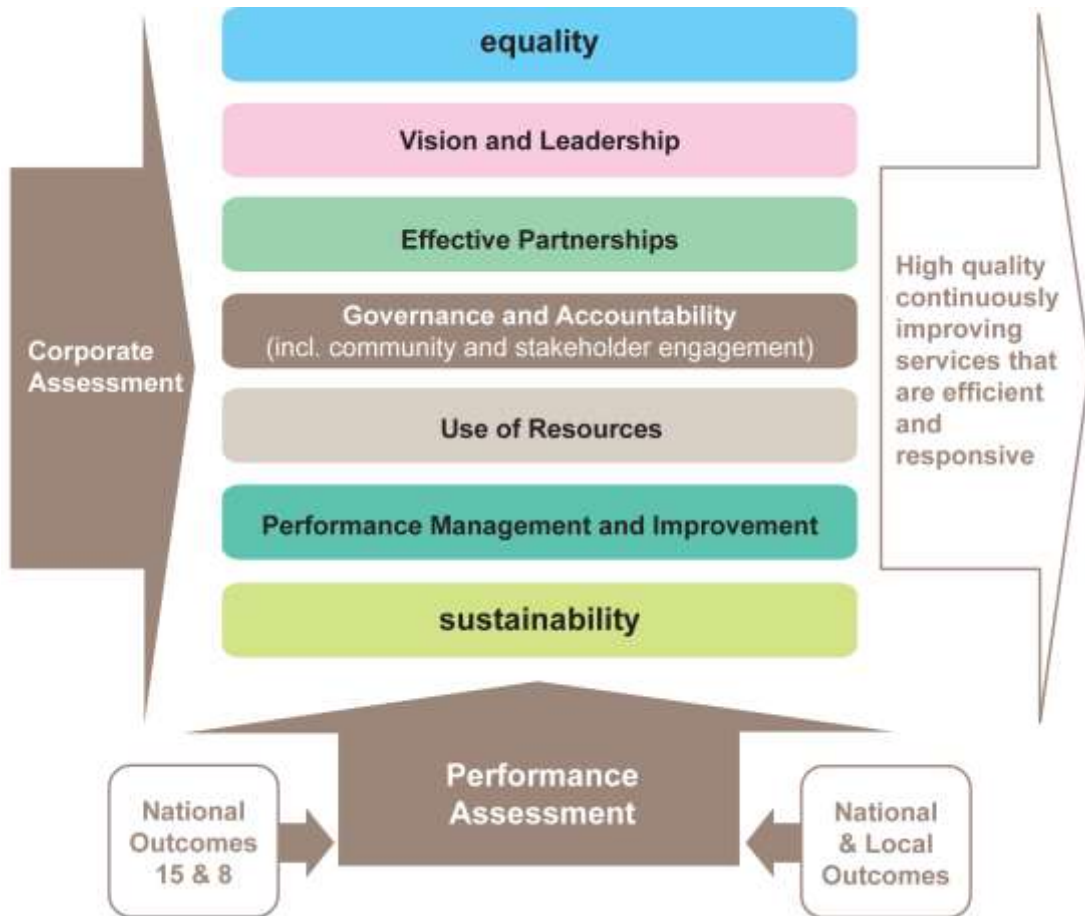 equality
Vision and Leadership
Effective Partnerships
Governance and Accountability
(incl. community and stakeholder engagement)
Use of Resources
Performance Management and Improvement
sustainability
Corporate
Assessment
High quality
continuously
improving
services that
are efficient
and
responsive
Performance
Assessment
National
Outcomes
15 & 8
National
& Local
Outcomes